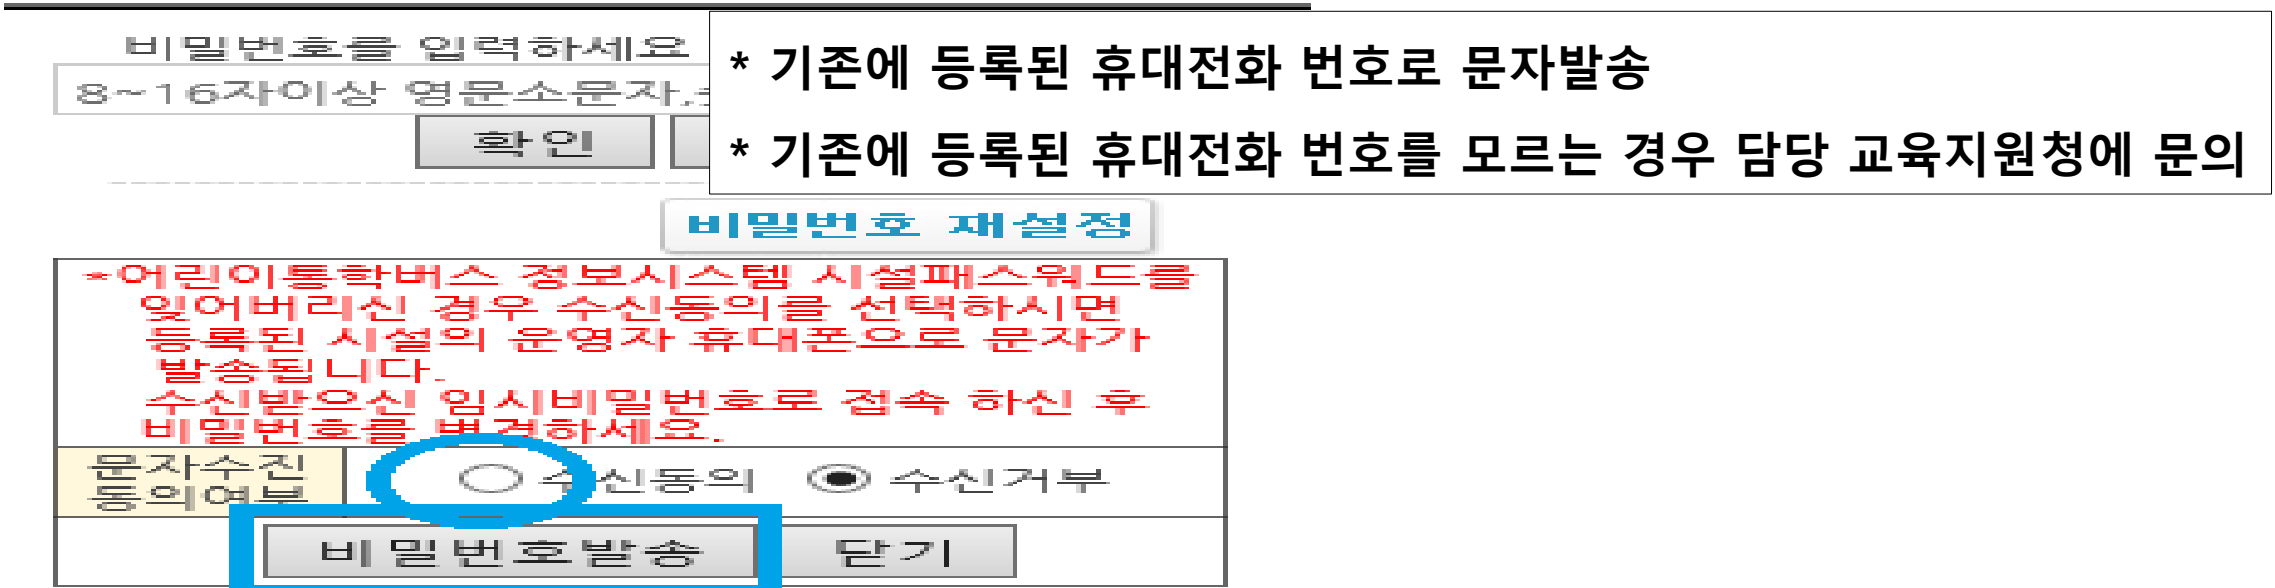 비밀번호를 입력하세요
8~16자이상 영문소문자,
확인
* 기존에 등록된 휴대전화 번호로 문자발송
* 기존에 등록된 휴대전화 번호를 모르는 경우 담당 교육지원청에 문의
비밀번호 재설정
*어린이통학버스 정보시스템 시설패스워드를
잊어버리신 경우 수신동의를 선택하시면
등록된 시설의 운영자 휴대폰으로 문자가
발송됩니다.
수신받으신 임시비밀번호로 접속 하신 후
비밀번호를 변경하세요.
문자수진
동의여부
수신동의 수신거부
비밀번호발송 닫기